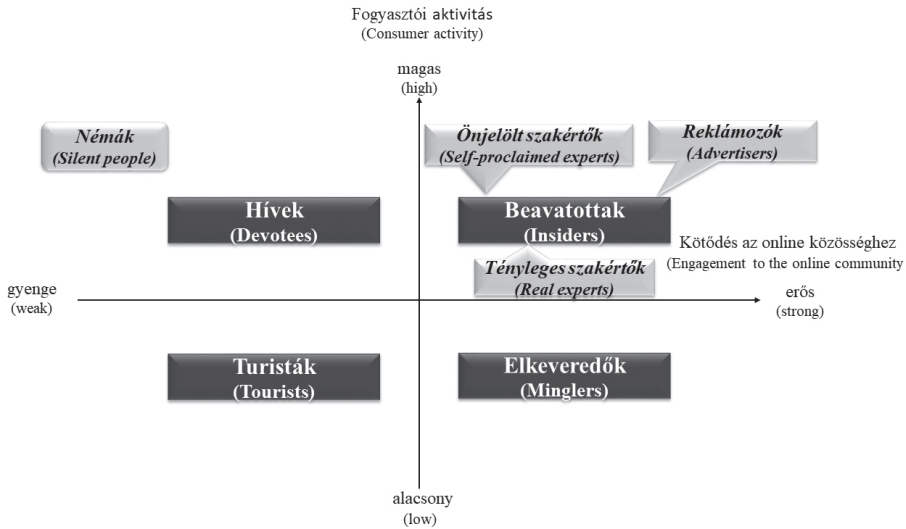 Fogyasztói aktivitás
(Consumer activity)
magas
(high)
Némák
(Silent people)
Önjelölt szakértők
(Self-proclaimed experts)
Reklámozók
(Advertisers)
Hívek
(Devotees)
Beavatottak
(Insiders)
Kötődés az online közösséghez
(Engagement to the online community
Tényleges szakértők
(Real experts)
gyenge
(weak)
erős
(strong)
Turisták
(Tourists)
Elkeveredők
(Minglers)
alacsony
(low)